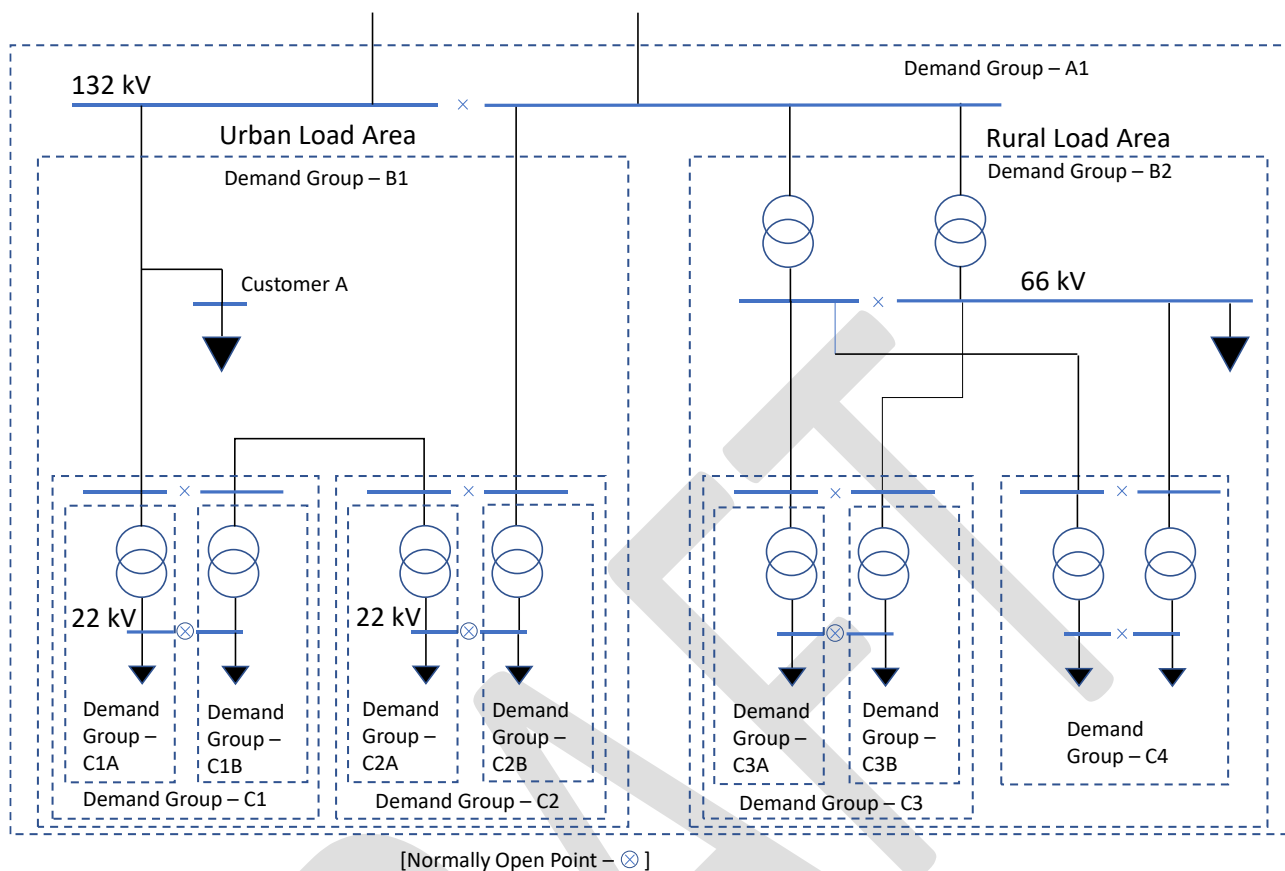 Demand Group – A1
132 kV
Urban Load Area
Rural Load Area
Demand Group – B1
Demand Group – B2
Customer A
66 kV
22 kV
22 kV
Demand
Group –
C1A
Demand
Group –
C1B
Demand
Group –
C2A
Demand
Group –
C2B
Demand
Group –
C3A
Demand
Group –
C3B
Demand
Group – C4
Demand Group – C1
Demand Group – C2
Demand Group – C3
[Normally Open Point – ⊗ ]